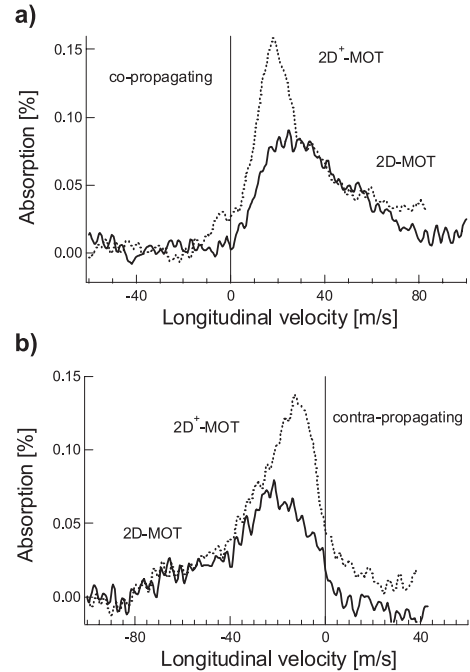 a)
0.15
2D+-MOT
co-propagating
0.10
2D-MOT
0.05
0.00
Absorption [%]
-40 0 40 80
Longitudinal velocity [m/s]
b)
0.15
2D+-MOT
contra-propagating
0.10
2D-MOT
0.05
0.00
Absorption [%]
-80 -40 0 40
Longitudinal velocity [m/s]